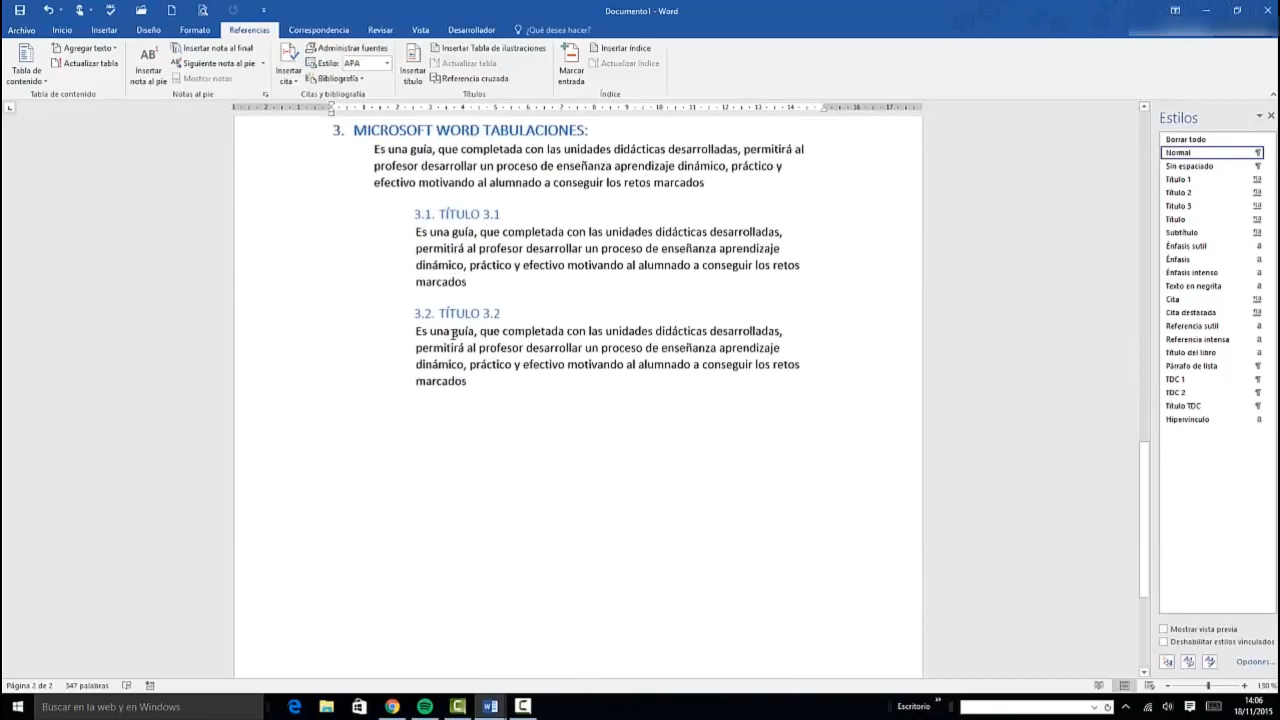 Documento1 - Word
Archivo Inicio Insertar Diseño Formato Referencias Correspondencia Revisar Vista Desarrollador ¿Qué desea hacer?
Tabla de contenido
Agregar texto
Actualizar tabla
Tabla de contenido
AB¹
Insertar nota al pie
Insertar nota al final
Siguiente nota al pie
Mostrar notas
Notas al pie
Insertar cita
Administrar fuentes
Estilo: APA
Bibliografía
Citas y bibliografía
Insertar título
Insertar Tabla de ilustraciones
Actualizar tabla
Referencia cruzada
Títulos
Marcar entrada
Insertar índice
Actualizar índice
Índice
3. MICROSOFT WORD TABULACIONES:
Es una guía, que completada con las unidades didácticas desarrolladas, permitirá al
profesor desarrollar un proceso de enseñanza aprendizaje dinámico, práctico y
efectivo motivando al alumnado a conseguir los retos marcados
3.1. TÍTULO 3.1
Es una guía, que completada con las unidades didácticas desarrolladas,
permitirá al profesor desarrollar un proceso de enseñanza aprendizaje
dinámico, práctico y efectivo motivando al alumnado a conseguir los retos
marcados
3.2. TÍTULO 3.2
Es una guía, que completada con las unidades didácticas desarrolladas,
permitirá al profesor desarrollar un proceso de enseñanza aprendizaje
dinámico, práctico y efectivo motivando al alumnado a conseguir los retos
marcados
Estilos
Borrar todo
Normal
Sin espaciado
Título 1
Título 2
Título 3
Título
Subtítulo
Énfasis sutil
Énfasis
Énfasis intenso
Texto en negrita
Cita
Cita destacada
Referencia sutil
Referencia intensa
Título del libro
Párrafo de lista
TDC 1
TDC 2
Título TDC
Hipervínculo
Mostrar vista previa
Deshabilitar estilos vinculados
Opciones...
Página 2 de 2 347 palabras
130 %
Buscar en la web y en Windows
Escritorio
14:06
18/11/2015